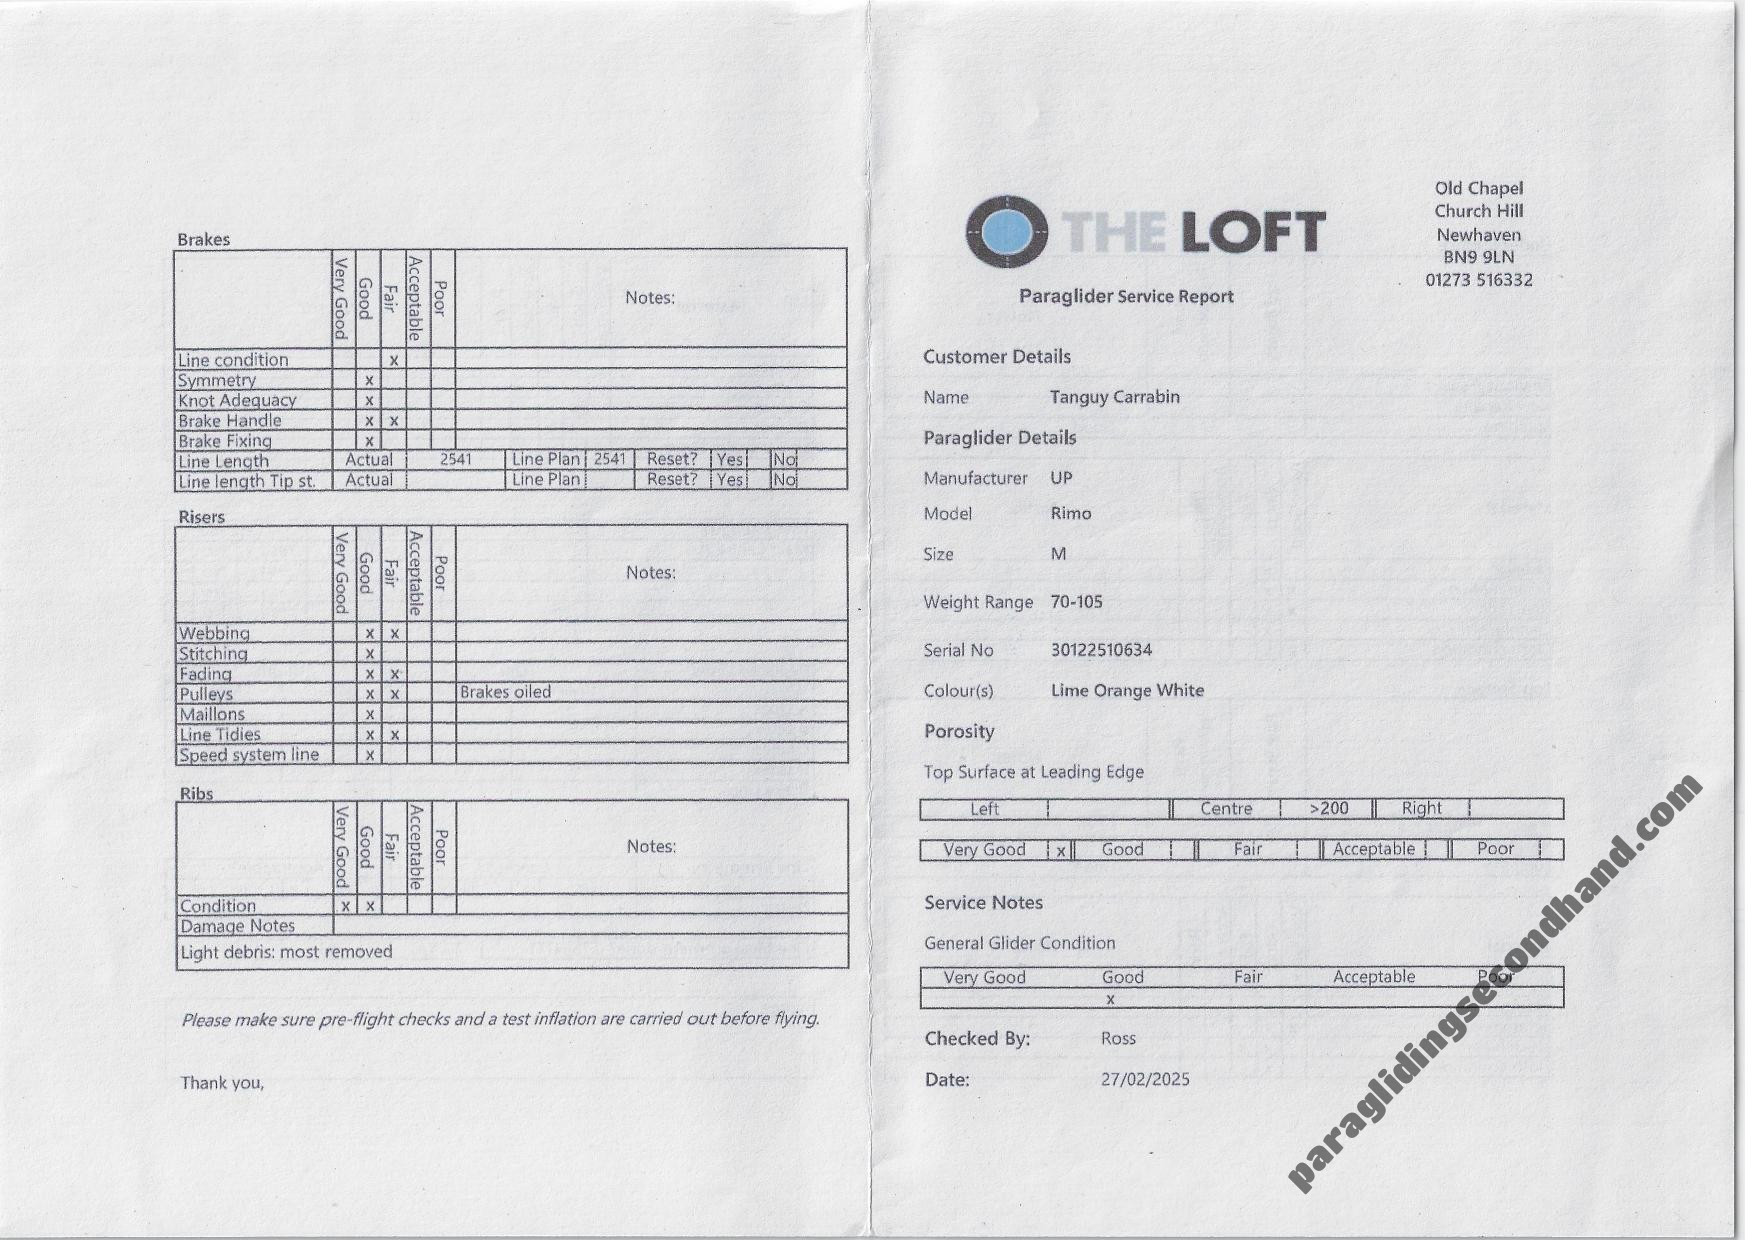 Brakes
Very Good Good Fair Acceptable Poor Notes:
Line condition x
Symmetry x
Knot Adequacy x
Brake Handle x x
Brake Fixing x
Line Length Actual 2541 Line Plan 2541 Reset? Yes No
Line length Tip st. Actual Line Plan Reset? Yes No
Risers
Very Good Good Fair Acceptable Poor Notes:
Webbing x x
Stitching x
Fading x x
Pulleys x x Brakes oiled
Maillons x
Line Tidies x x
Speed system line x
Ribs
Very Good Good Fair Acceptable Poor Notes:
Condition x x
Damage Notes
Light debris: most removed
Please make sure pre-flight checks and a test inflation are carried out before flying.
Thank you,
THE LOFT
Old Chapel
Church Hill
Newhaven
BN9 9LN
01273 516332
Paraglider Service Report
Customer Details
Name Tanguy Carrabin
Paraglider Details
Manufacturer UP
Model Rimo
Size M
Weight Range 70-105
Serial No 30122510634
Colour(s) Lime Orange White
Porosity
Top Surface at Leading Edge
Left Centre >200 Right
Very Good x Good Fair Acceptable Poor
Service Notes
General Glider Condition
Very Good Good Fair Acceptable Poor
x
Checked By: Ross
Date: 27/02/2025
paraglidingsecondhand.com